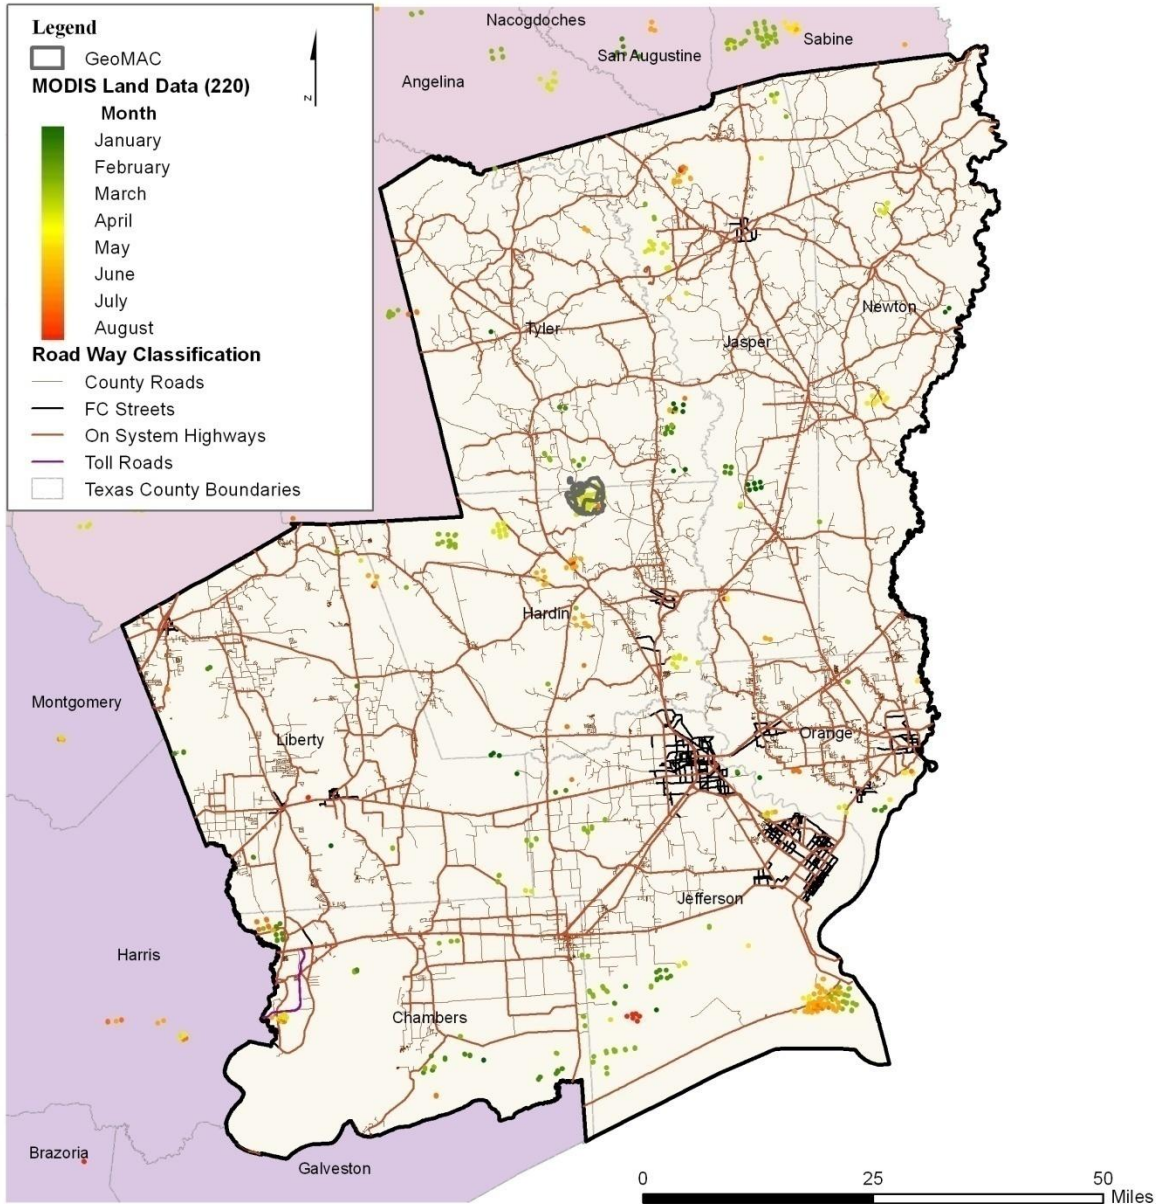 Legend
GeoMAC
MODIS Land Data (220)
Month
January
February
March
April
May
June
July
August
Road Way Classification
County Roads
FC Streets
On System Highways
Toll Roads
Texas County Boundaries
N
Nacogdoches
San Augustine
Sabine
Angelina
Newton
Tyler
Jasper
Hardin
Montgomery
Liberty
Orange
Jefferson
Harris
Chambers
Brazoria
Galveston
0 25 50
Miles